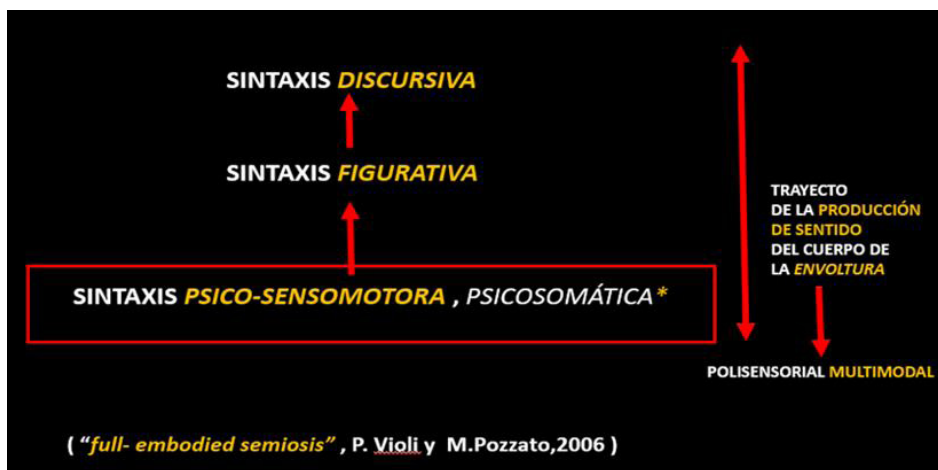 SINTAXIS DISCURSIVA
SINTAXIS FIGURATIVA
TRAYECTO
DE LA PRODUCCIÓN
DE SENTIDO
DEL CUERPO DE
LA ENVOLTURA
SINTAXIS PSICO-SENSOMOTORA , PSICOSOMÁTICA*
POLISENSORIAL MULTIMODAL
( “full- embodied semiosis” , P. Violi y M.Pozzato,2006 )